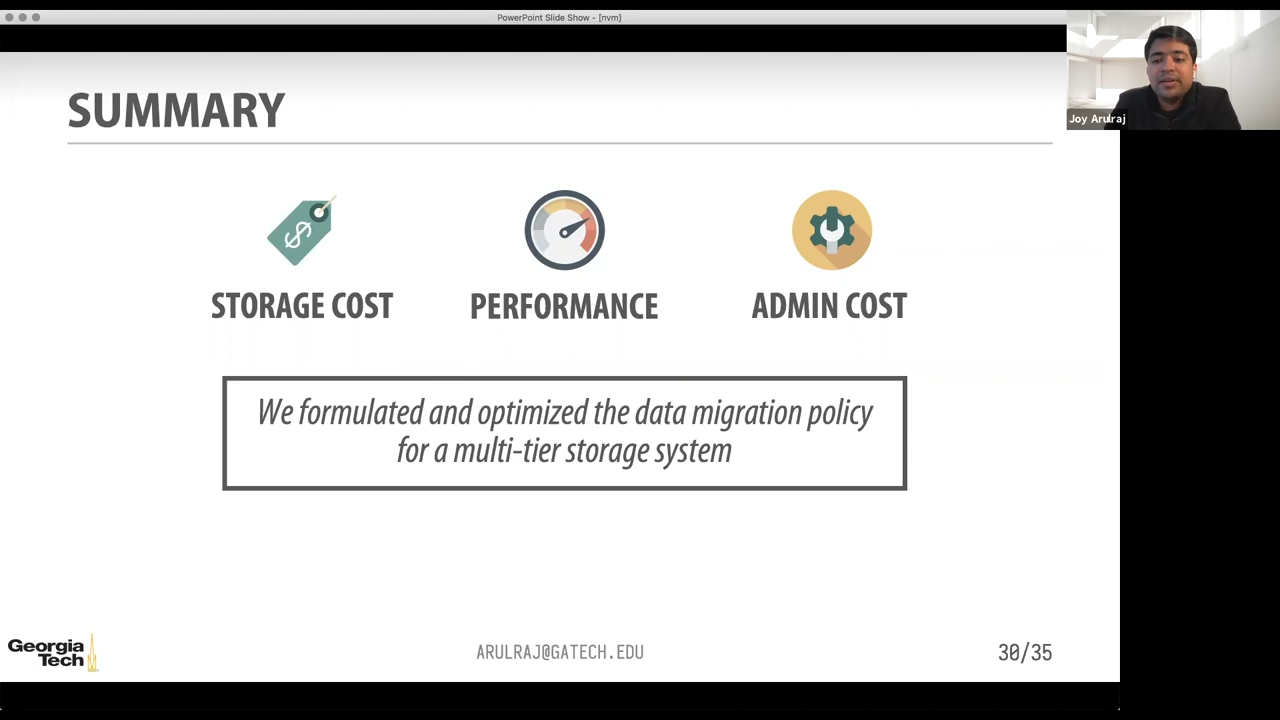 PowerPoint Slide Show - [nvm]
Joy Arulraj
SUMMARY
STORAGE COST
PERFORMANCE
ADMIN COST
We formulated and optimized the data migration policy
for a multi-tier storage system
Georgia
Tech
ARULRAJ@GATECH.EDU
30/35